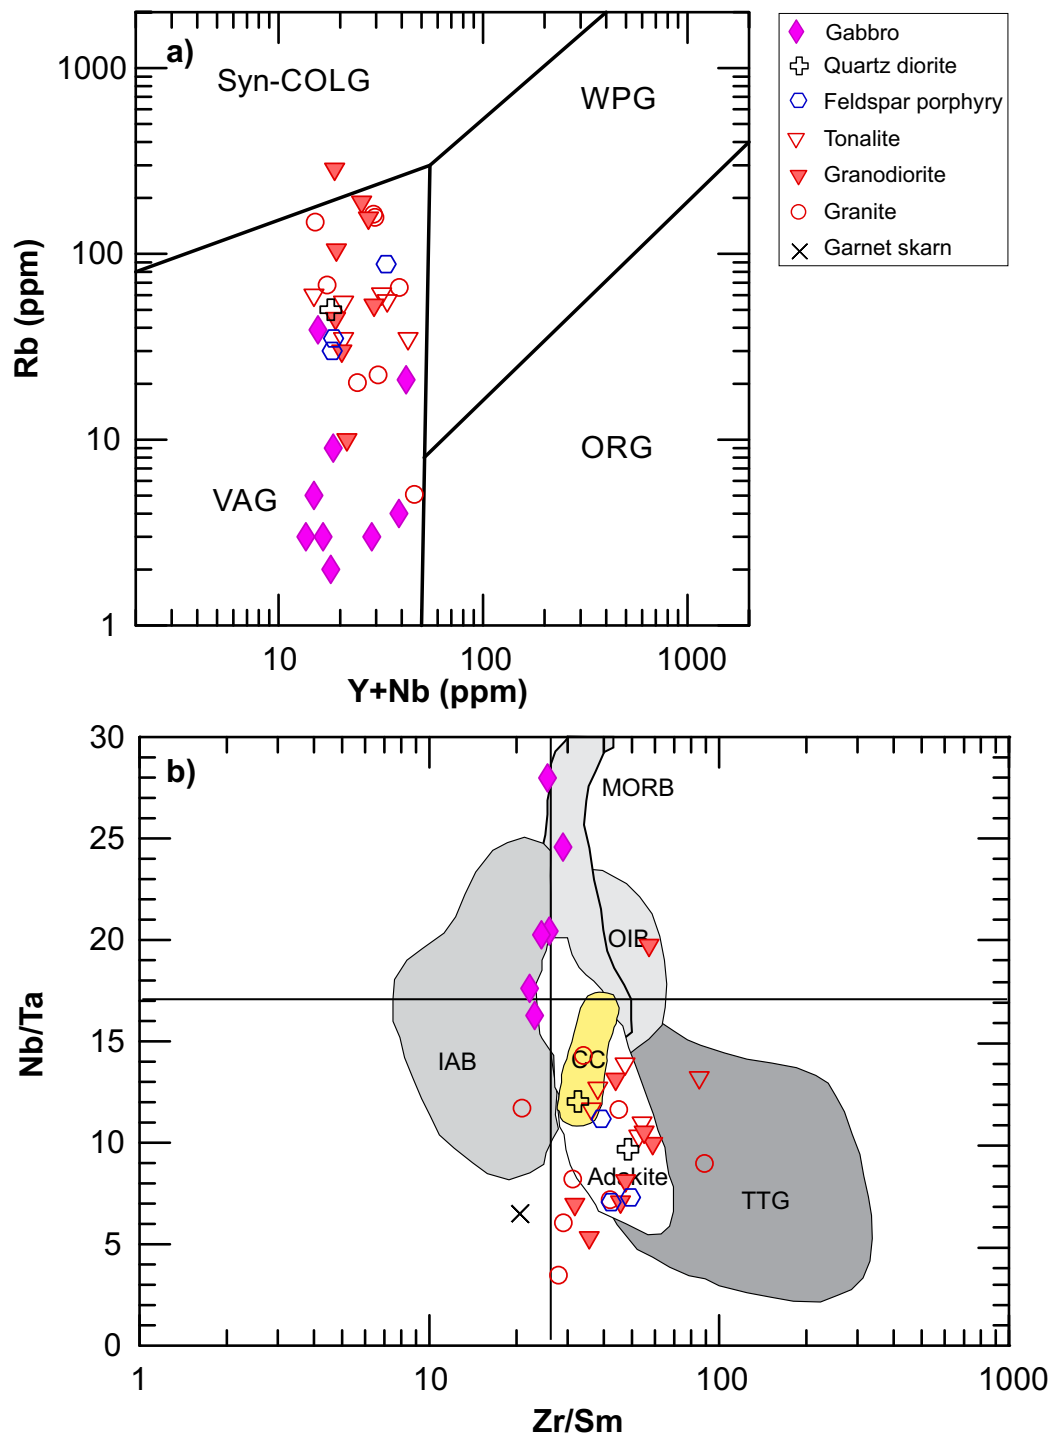 a)
Syn-COLG
WPG
ORG
VAG
1000
100
10
1
Rb (ppm)
10
100
1000
Y+Nb (ppm)
Gabbro
Quartz diorite
Feldspar porphyry
Tonalite
Granodiorite
Granite
Garnet skarn
b)
MORB
OIB
IAB
CC
Adakite
TTG
30
25
20
15
10
5
0
Nb/Ta
1
10
100
1000
Zr/Sm